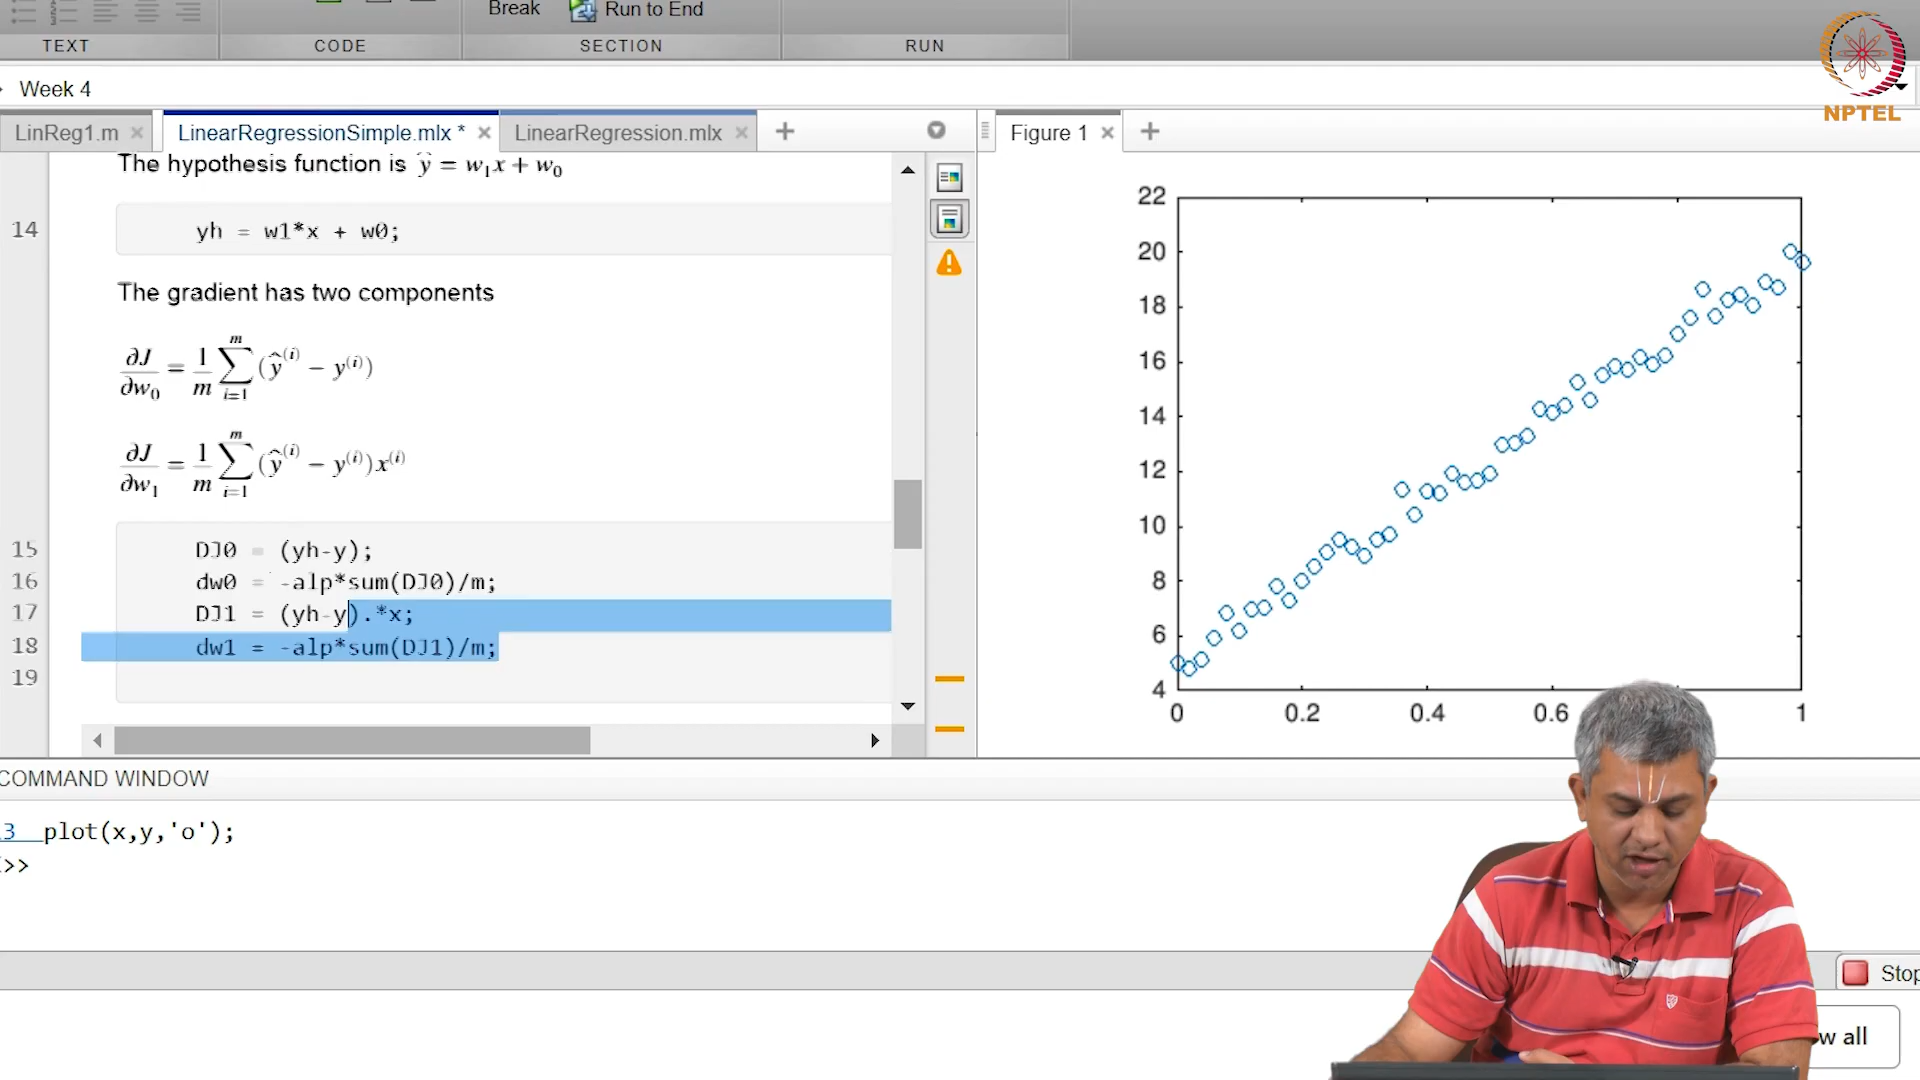 Break
Run to End
TEXT
CODE
SECTION
RUN
NPTEL
Week 4
LinReg1.m ×
LinearRegressionSimple.mlx * ×
LinearRegression.mlx ×
Figure 1 ×
The hypothesis function is ŷ = w₁x + w₀
14 yh = w1*x + w0;
The gradient has two components
∂J/∂w₀ = 1/m ∑ᵢ₌₁ᵐ (ŷ⁽ⁱ⁾ − y⁽ⁱ⁾)
∂J/∂w₁ = 1/m ∑ᵢ₌₁ᵐ (ŷ⁽ⁱ⁾ − y⁽ⁱ⁾)x⁽ⁱ⁾
15 DJ0 = (yh-y);
16 dw0 = -alp*sum(DJ0)/m;
17 DJ1 = (yh-y).*x;
18 dw1 = -alp*sum(DJ1)/m;
19
22
20
18
16
14
12
10
8
6
4
0 0.2 0.4 0.6 1
COMMAND WINDOW
3 plot(x,y,'o');
>>
Stop
w all